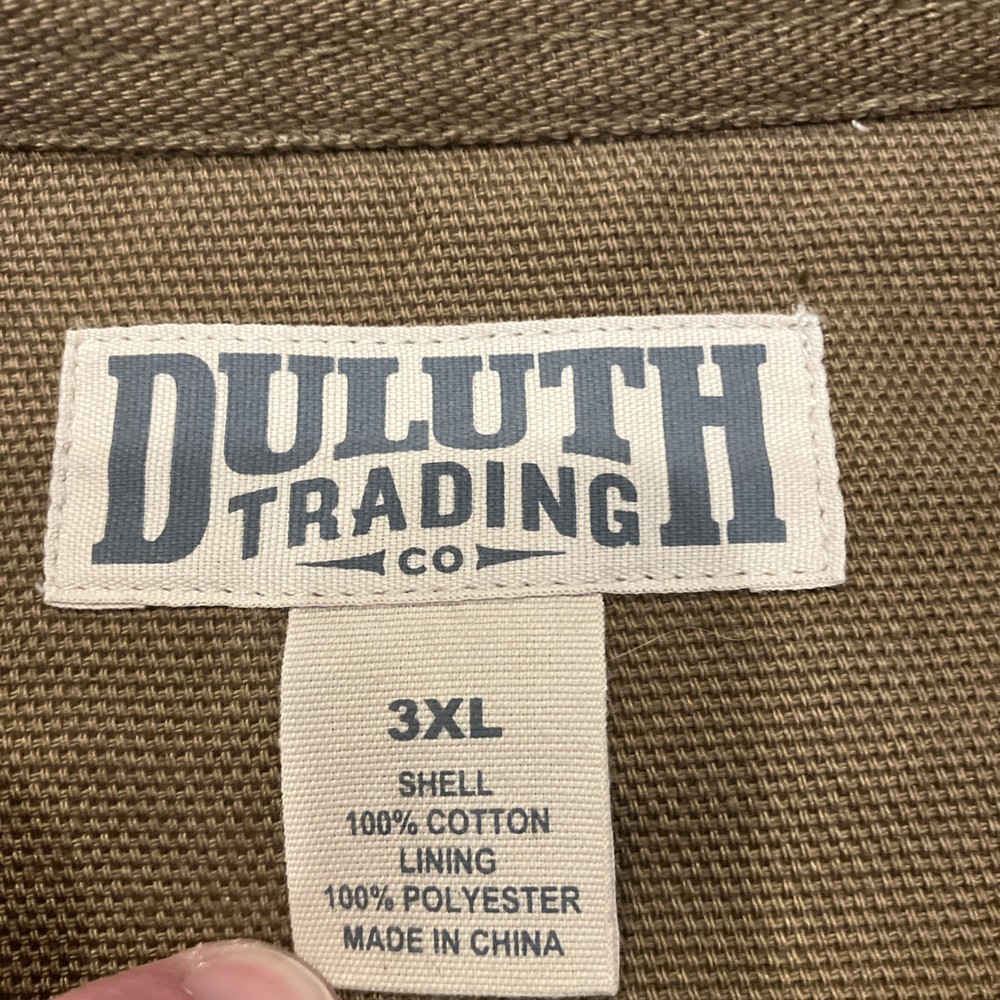 DULUTH
TRADING
CO
3XL
SHELL
100% COTTON
LINING
100% POLYESTER
MADE IN CHINA